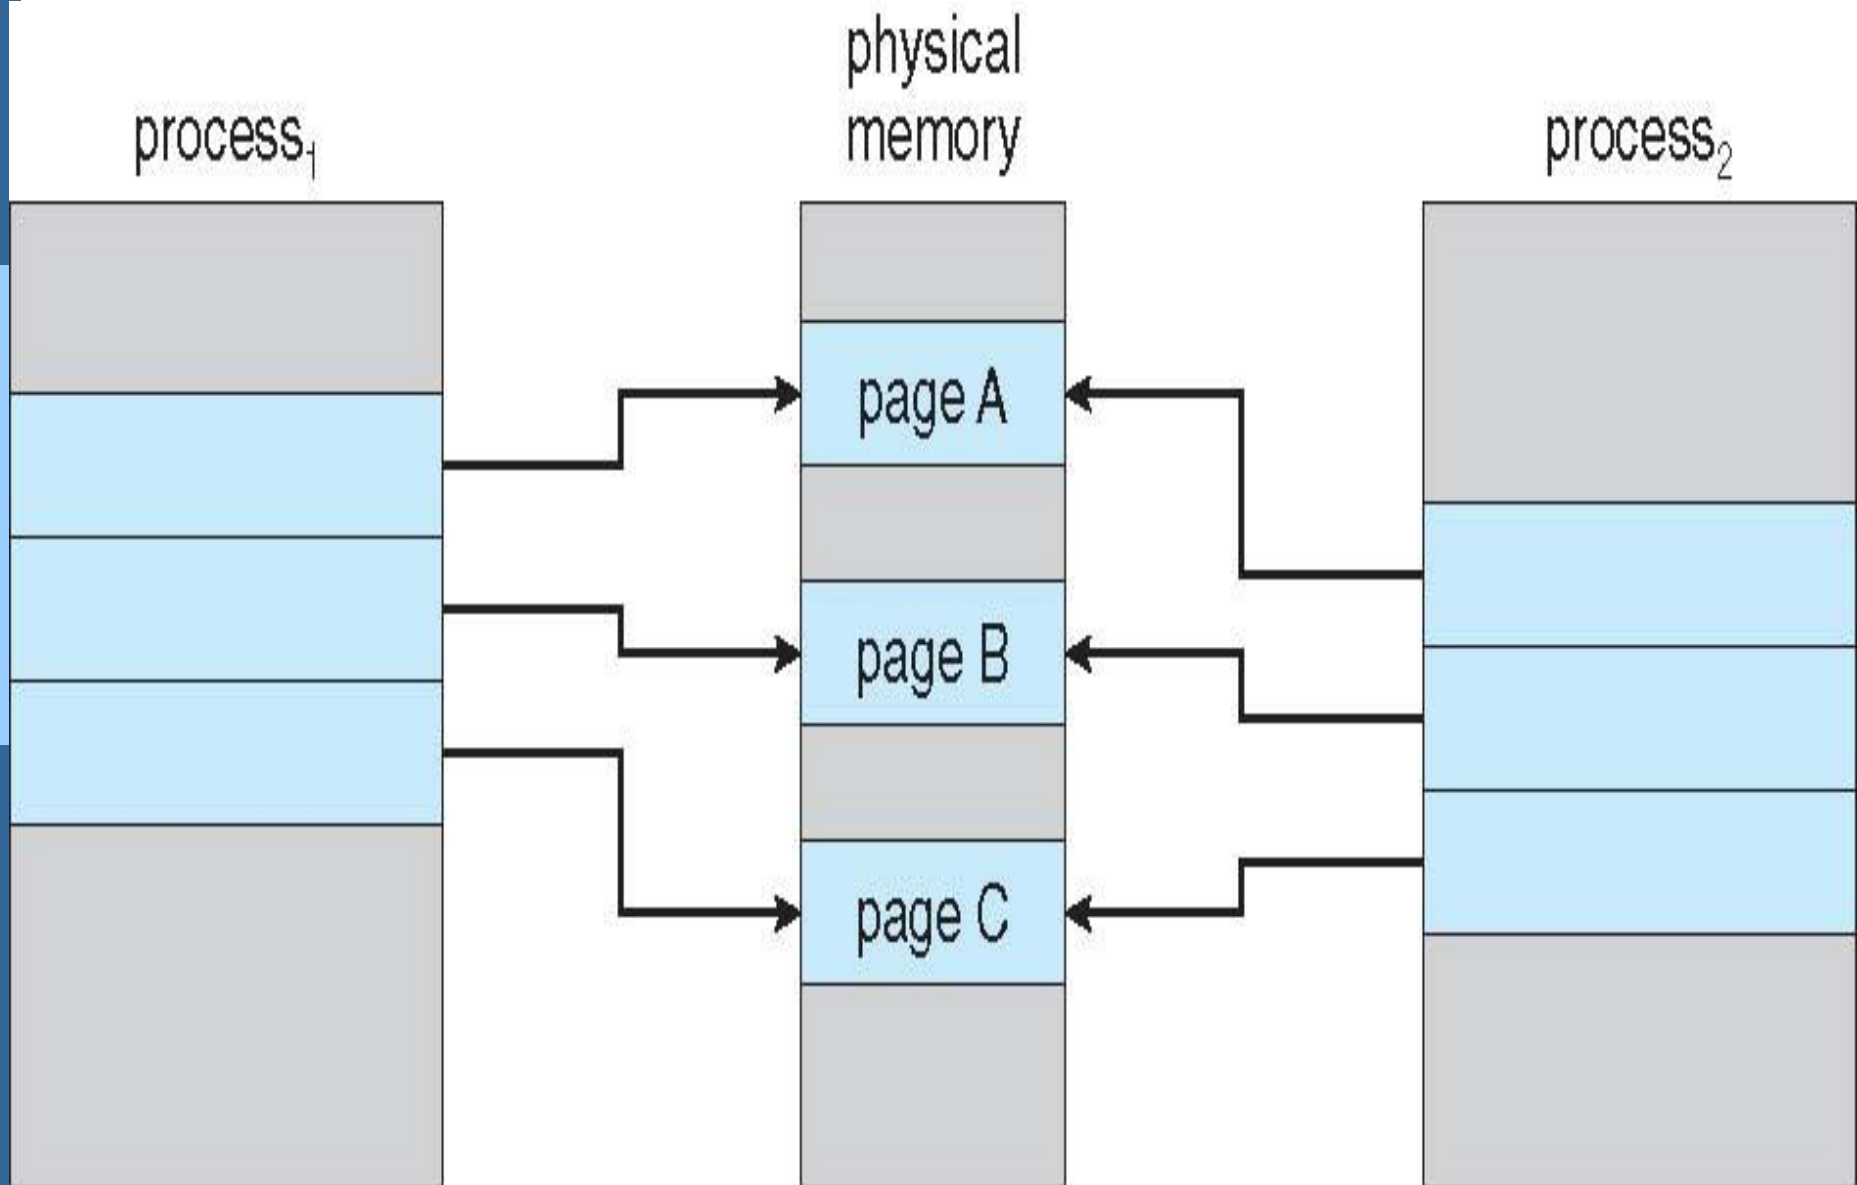 physical
memory
process₁
process₂
page A
page B
page C